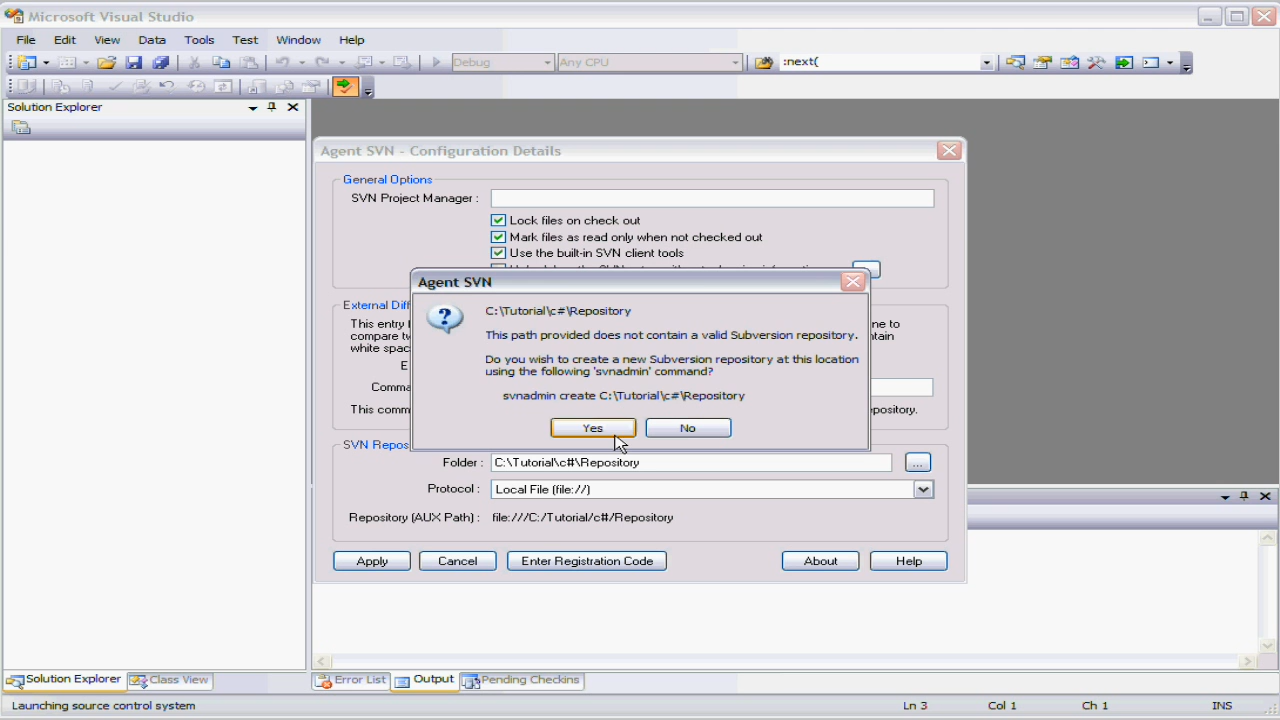 Microsoft Visual Studio
File Edit View Data Tools Test Window Help
Debug Any CPU :next(
Solution Explorer
Agent SVN - Configuration Details
General Options
SVN Project Manager :
Lock files on check out
Mark files as read only when not checked out
Use the built-in SVN client tools
Agent SVN
C:\Tutorial\c#\Repository
This path provided does not contain a valid Subversion repository.
Do you wish to create a new Subversion repository at this location
using the following 'svnadmin' command?
svnadmin create C:\Tutorial\c#\Repository
Yes No
External Diff
This entry
compare tw
white spac
E
Comma
This comm
ne to
ntain
pository.
SVN Repos
Folder : C:\Tutorial\c#\Repository ...
Protocol : Local File (file://)
Repository (AUX Path) : file:///C:/Tutorial/c#/Repository
Apply Cancel Enter Registration Code About Help
Solution Explorer Class View Error List Output Pending Checkins
Launching source control system Ln 3 Col 1 Ch 1 INS